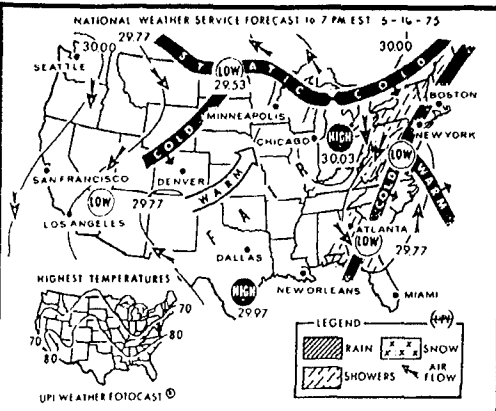 NATIONAL WEATHER SERVICE FORECAST to 7 PM EST 5-16-75
29.77
30.00
30.00
SEATTLE
STATIC
COLD
LOW
29.53
BOSTON
MINNEAPOLIS
NEW YORK
COLD
CHICAGO
HIGH
30.03
LOW
SAN FRANCISCO
DENVER
WARM
COLD
WARM
LOW
29.77
FAIR
LOS ANGELES
ATLANTA
LOW
29.77
DALLAS
HIGHEST TEMPERATURES
HIGH
29.97
NEW ORLEANS
MIAMI
70
80
70
80
LEGEND
UPI
RAIN
SNOW
SHOWERS
AIR FLOW
UPI WEATHER FOTOCAST ®